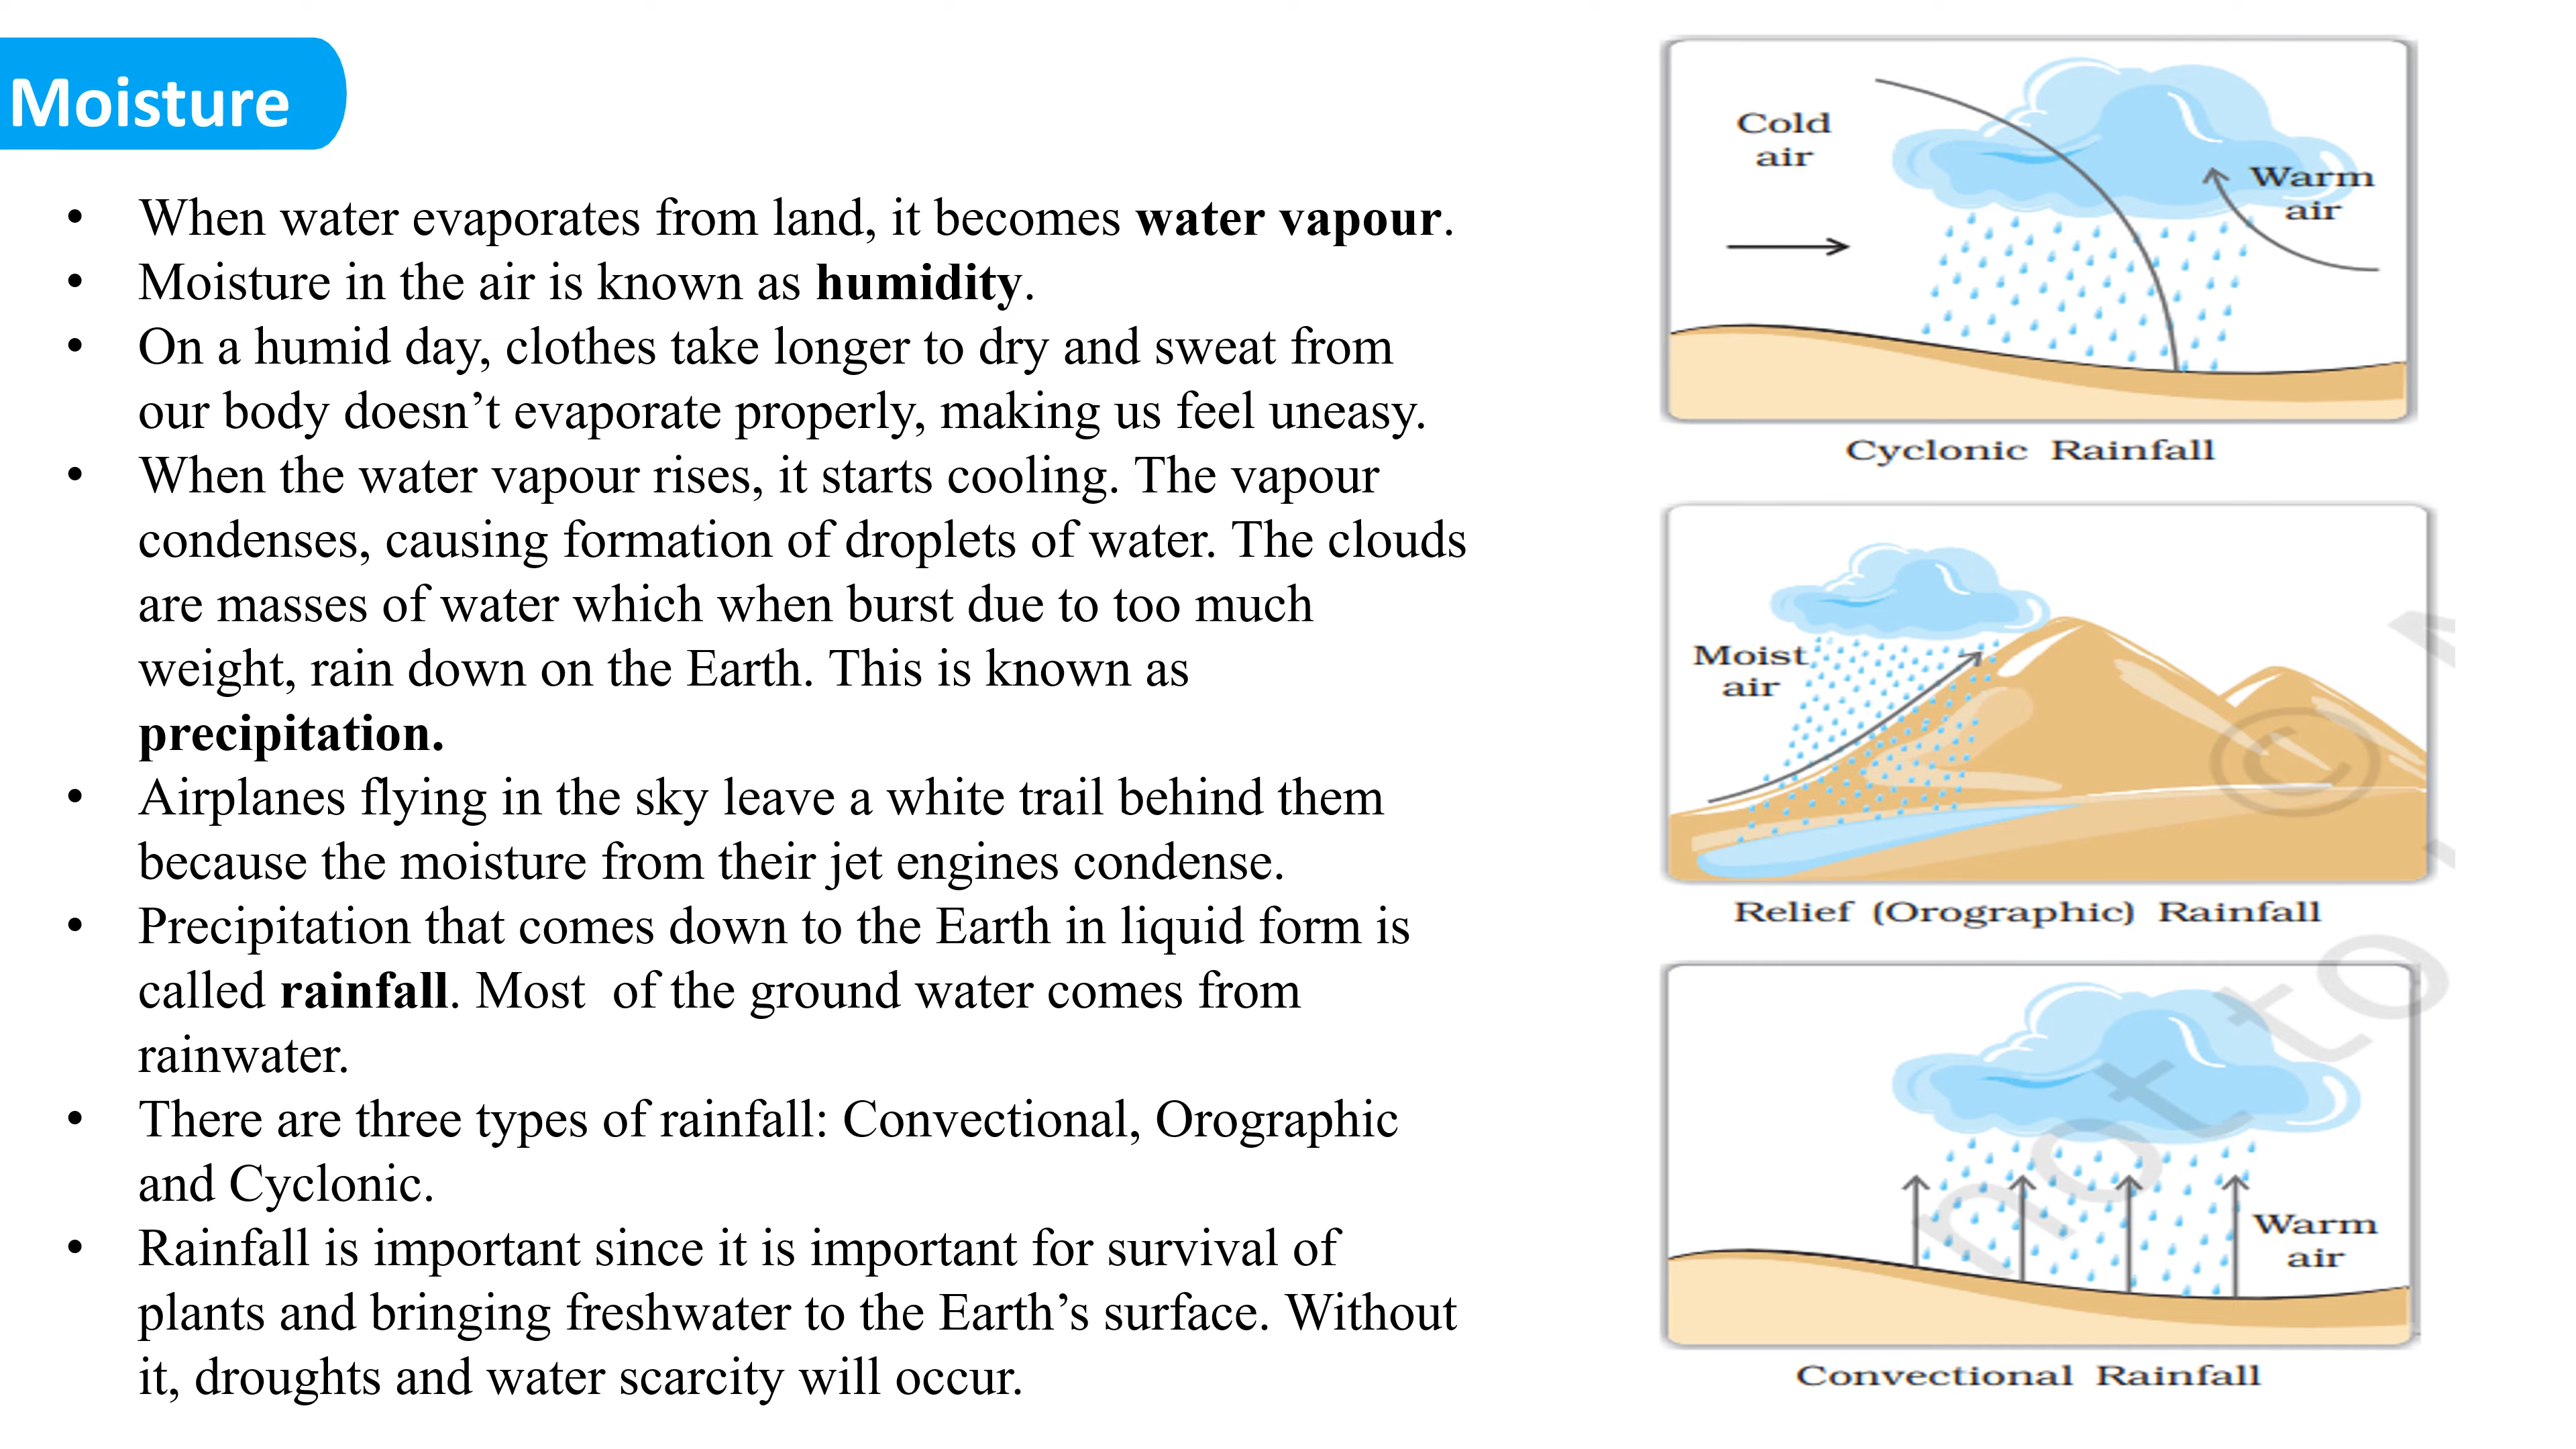 Moisture
• When water evaporates from land, it becomes water vapour.
• Moisture in the air is known as humidity.
• On a humid day, clothes take longer to dry and sweat from
our body doesn’t evaporate properly, making us feel uneasy.
• When the water vapour rises, it starts cooling. The vapour
condenses, causing formation of droplets of water. The clouds
are masses of water which when burst due to too much
weight, rain down on the Earth. This is known as
precipitation.
• Airplanes flying in the sky leave a white trail behind them
because the moisture from their jet engines condense.
• Precipitation that comes down to the Earth in liquid form is
called rainfall. Most  of the ground water comes from
rainwater.
• There are three types of rainfall: Convectional, Orographic
and Cyclonic.
• Rainfall is important since it is important for survival of
plants and bringing freshwater to the Earth’s surface. Without
it, droughts and water scarcity will occur.
Cold
air
Warm
air
Cyclonic Rainfall
Moist
air
©
Relief (Orographic) Rainfall
not to
Warm
air
Convectional Rainfall